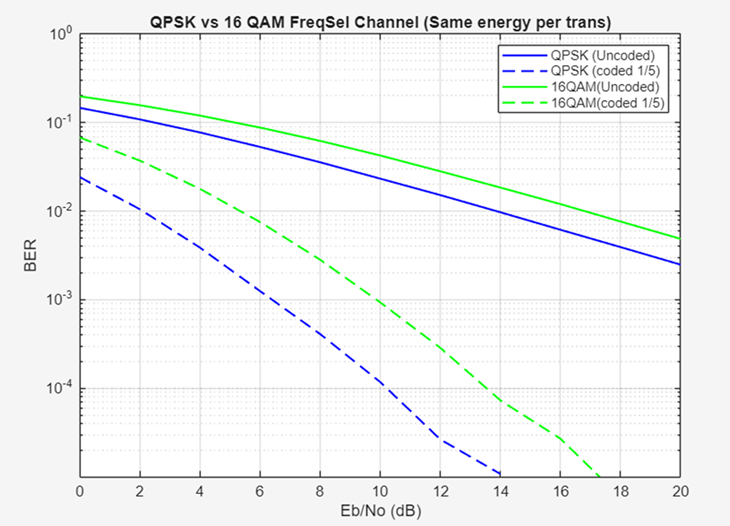 QPSK vs 16 QAM FreqSel Channel (Same energy per trans)
QPSK (Uncoded)
QPSK (coded 1/5)
16QAM(Uncoded)
16QAM(coded 1/5)
10^0
10^-1
10^-2
10^-3
10^-4
BER
0 2 4 6 8 10 12 14 16 18 20
Eb/No (dB)